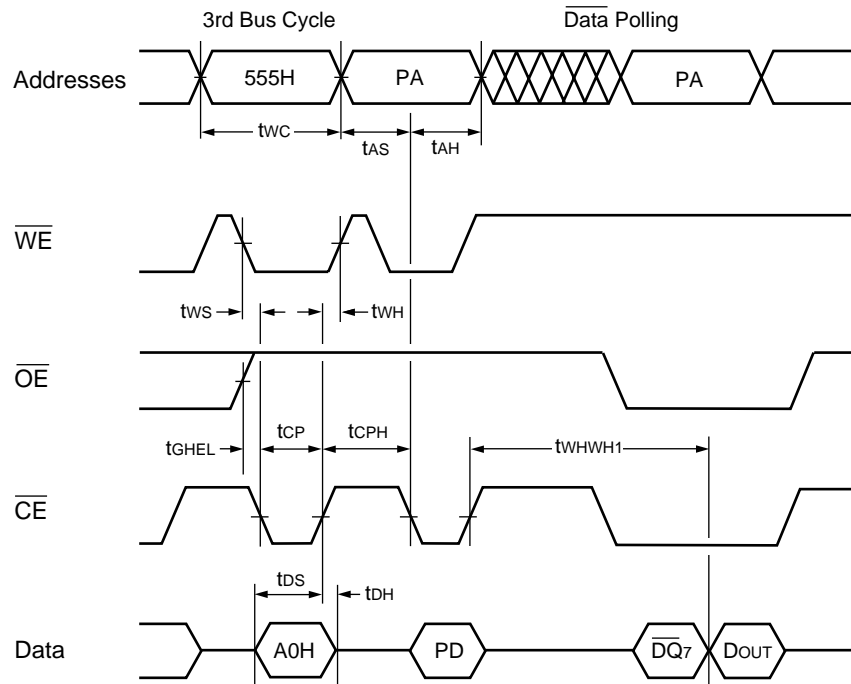 3rd Bus Cycle
Data Polling
Addresses
555H
PA
PA
tWC
tAS
tAH
WE
tWS
tWH
OE
tGHEL
tCP
tCPH
tWHWH1
CE
tDS
tDH
Data
A0H
PD
DQ7
DOUT